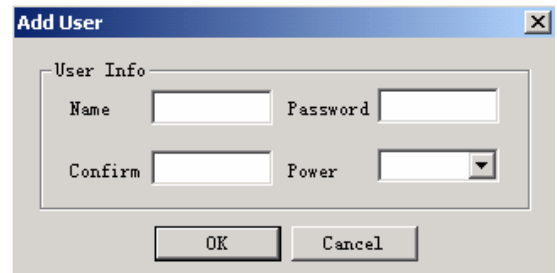 Add User
User Info
Name Password
Confirm Power
OK Cancel